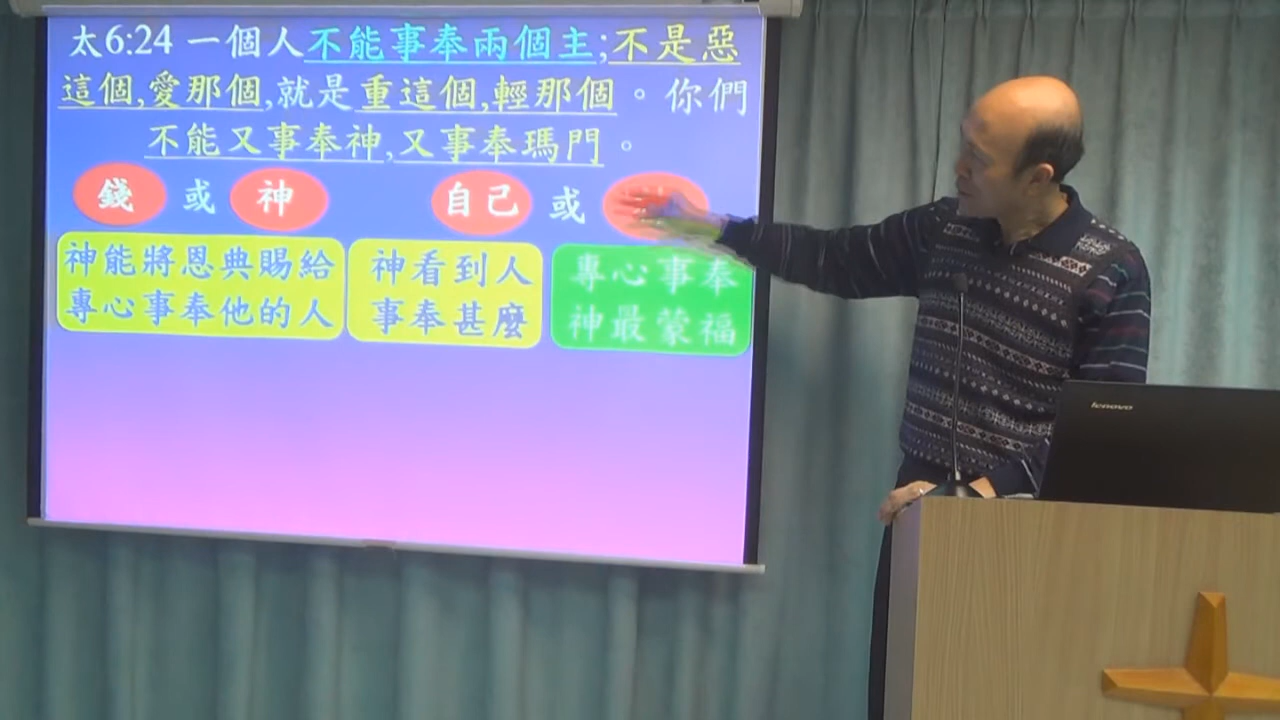 太6:24 一個人不能事奉兩個主;不是惡
這個,愛那個,就是重這個,輕那個。你們
不能又事奉神,又事奉瑪門。
錢 或 神 自己 或
神能將恩典賜給
專心事奉他的人
神看到人
事奉甚麼
專心事奉
神最蒙福
lenovo